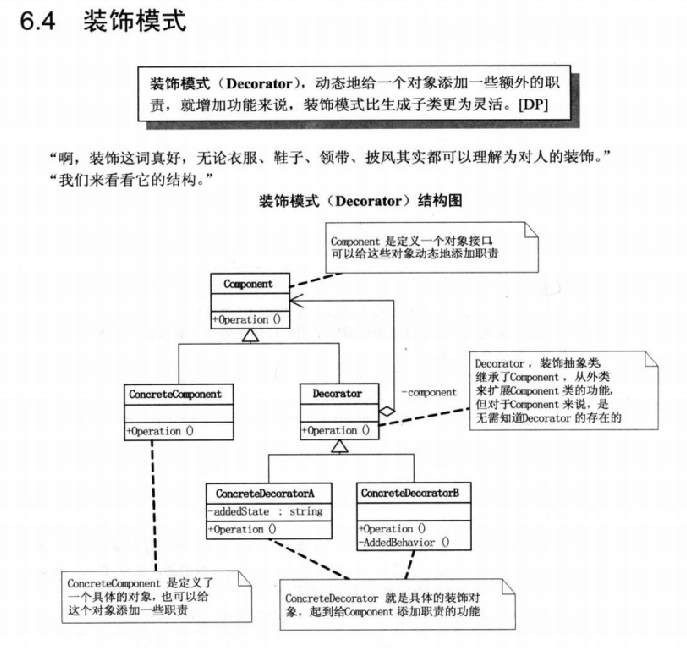 6.4 装饰模式
装饰模式（Decorator），动态地给一个对象添加一些额外的职
责，就增加功能来说，装饰模式比生成子类更为灵活。[DP]
“啊，装饰这词真好，无论衣服、鞋子、领带、披风其实都可以理解为对人的装饰。”
“我们来看看它的结构。”
装饰模式（Decorator）结构图
Component 是定义一个对象接口
可以给这些对象动态地添加职责
Component
+Operation ()
Decorator，装饰抽象类，
继承了Component，从外类
来扩展Component 类的功能，
但对于Component 来说，是
无需知道Decorator 的存在的
ConcreteComponent
+Operation ()
Decorator
+Operation ()
-component
ConcreteDecoratorA
-addedState : string
+Operation ()
ConcreteDecoratorB
+Operation ()
-AddedBehavior ()
ConcreteComponent 是定义了
一个具体的对象，也可以给
这个对象添加一些职责
ConcreteDecorator 就是具体的装饰对
象，起到给Component 添加职责的功能